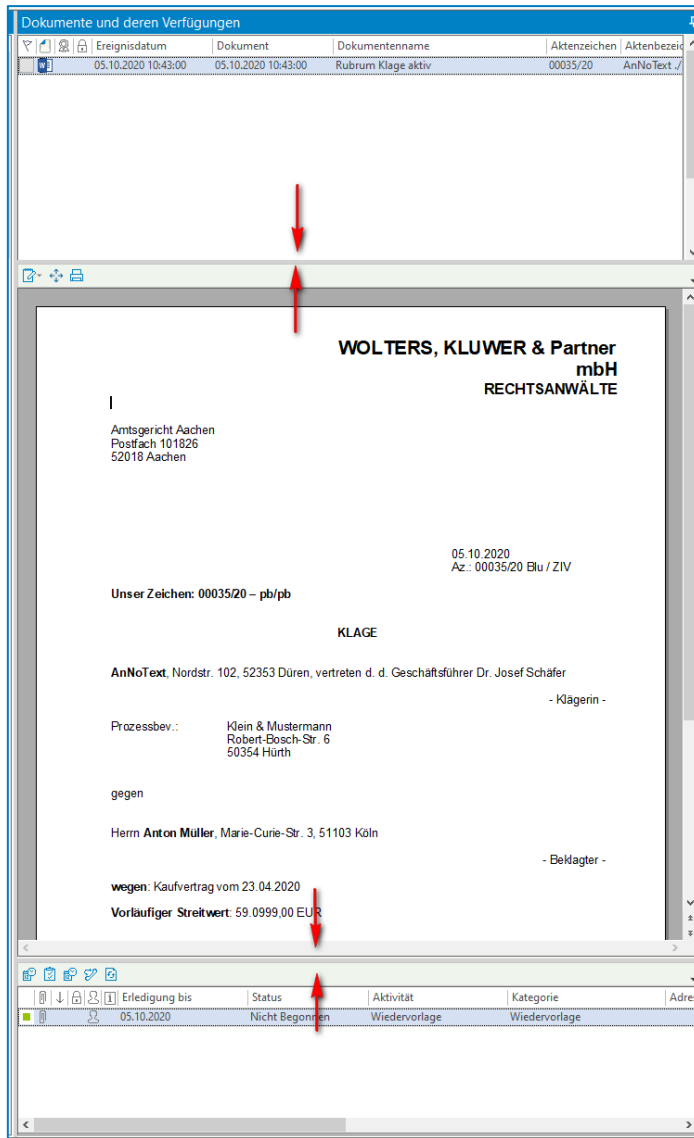 Dokumente und deren Verfügungen
Ereignisdatum Dokument Dokumentenname Aktenzeichen Aktenbezeic
05.10.2020 10:43:00 05.10.2020 10:43:00 Rubrum Klage aktiv 00035/20 AnNoText ./
WOLTERS, KLUWER & Partner
mbH
RECHTSANWÄLTE
Amtsgericht Aachen
Postfach 101826
52018 Aachen
05.10.2020
Az.: 00035/20 Blu / ZIV
Unser Zeichen: 00035/20 – pb/pb
KLAGE
AnNoText, Nordstr. 102, 52353 Düren, vertreten d. d. Geschäftsführer Dr. Josef Schäfer
- Klägerin -
Prozessbev.: Klein & Mustermann
Robert-Bosch-Str. 6
50354 Hürth
gegen
Herrn Anton Müller, Marie-Curie-Str. 3, 51103 Köln
- Beklagter -
wegen: Kaufvertrag vom 23.04.2020
Vorläufiger Streitwert: 59.0999,00 EUR
Erledigung bis Status Aktivität Kategorie Adres
05.10.2020 Nicht Begonnen Wiedervorlage Wiedervorlage